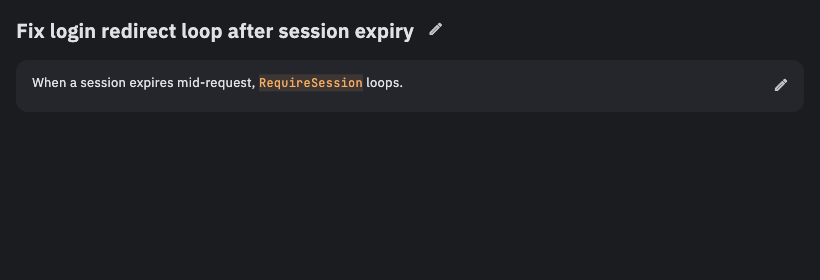 Fix login redirect loop after session expiry
When a session expires mid-request, RequireSession loops.